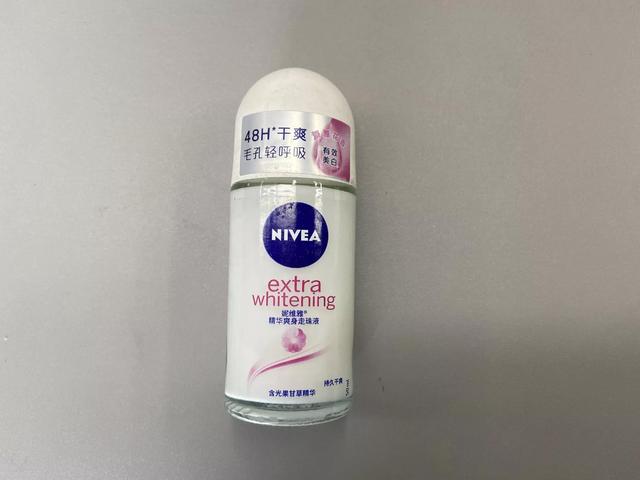 48H*干爽
毛孔轻呼吸
有效
美白
NIVEA
extra
whitening
妮维雅®
精华爽身走珠液
持久干爽
含光果甘草精华